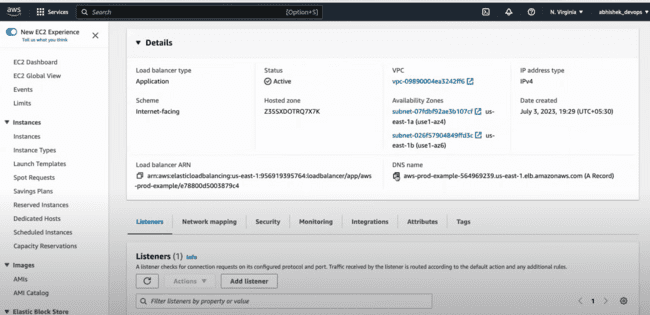 aws
Services
Search
[Option+S]
N. Virginia
abhishek_devops
New EC2 Experience
Tell us what you think
EC2 Dashboard
EC2 Global View
Events
Limits
Instances
Instances
Instance Types
Launch Templates
Spot Requests
Savings Plans
Reserved Instances
Dedicated Hosts
Scheduled Instances
Capacity Reservations
Images
AMIs
AMI Catalog
Elastic Block Store
Details
Load balancer type
Application
Status
Active
VPC
vpc-09890004ea3242ff6
IP address type
IPv4
Scheme
Internet-facing
Hosted zone
Z35SXDOTRQ7X7K
Availability Zones
subnet-07fdbf92ae3b107cf us-
east-1a (use1-az4)
subnet-026f57904849ffd3c us-
east-1b (use1-az6)
Date created
July 3, 2023, 19:29 (UTC+05:30)
Load balancer ARN
arn:aws:elasticloadbalancing:us-east-1:956919395764:loadbalancer/app/aws
-prod-example/e78800d5003879c4
DNS name
aws-prod-example-564969239.us-east-1.elb.amazonaws.com (A Record)
Listeners
Network mapping
Security
Monitoring
Integrations
Attributes
Tags
Listeners (1) Info
A listener checks for connection requests on its configured protocol and port. Traffic received by the listener is routed according to the default action and any additional rules.
Actions
Add listener
Filter listeners by property or value
1